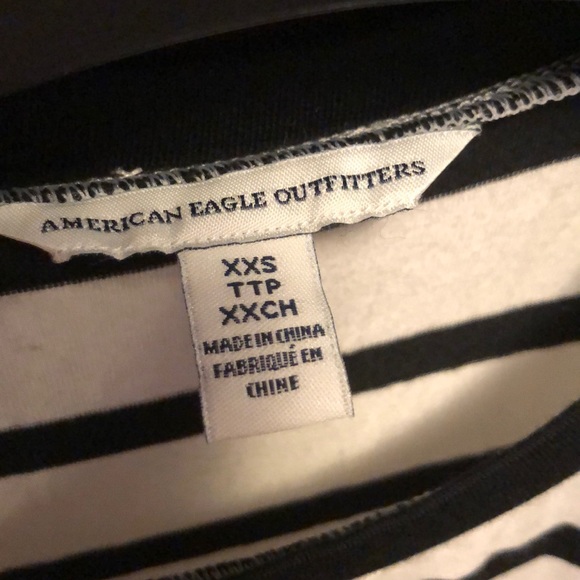 AMERICAN EAGLE OUTFITTERS
XXS
TTP
XXCH
MADE IN CHINA
FABRIQUÉ EN
CHINE